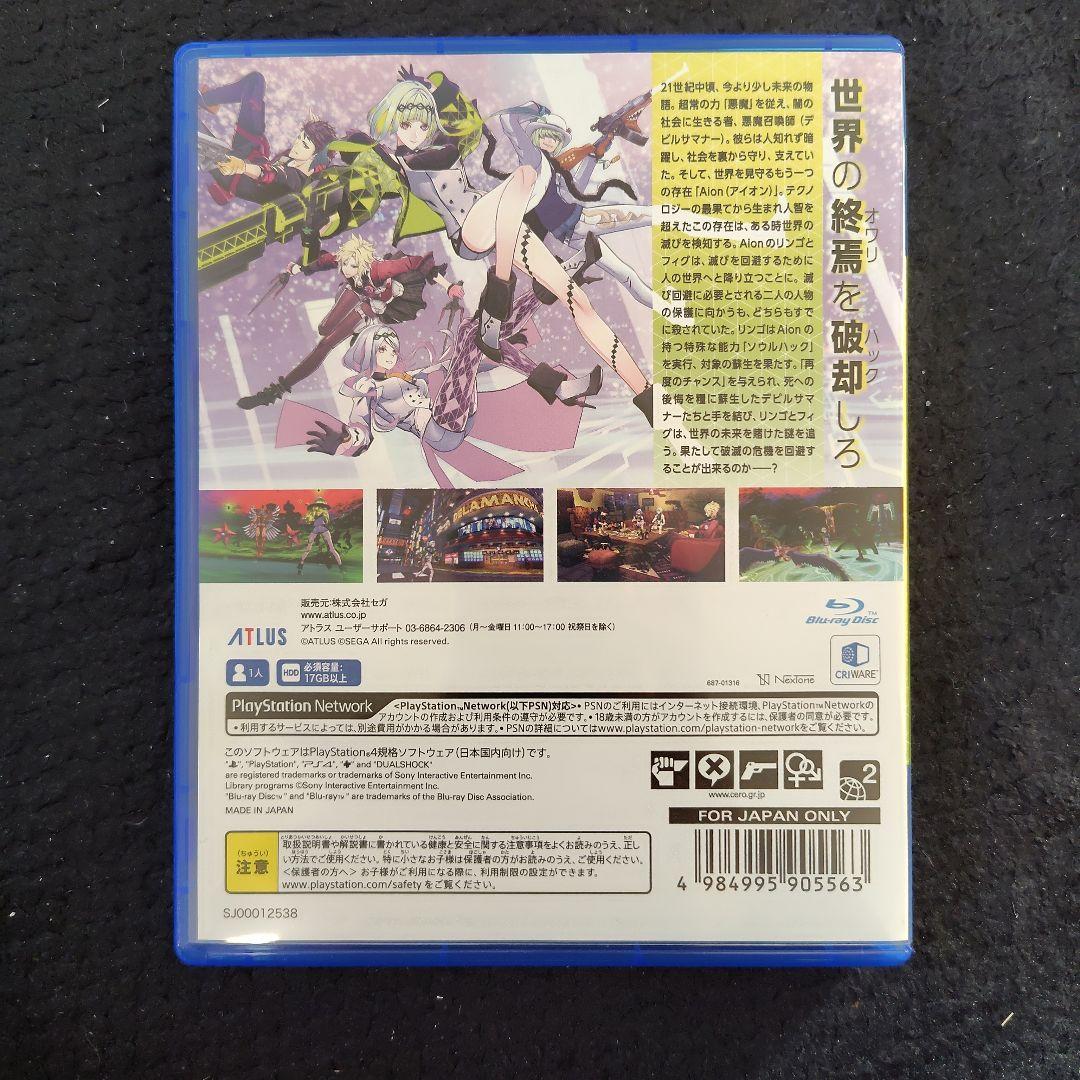 世界の終焉を破却しろ
オワリ
ハック
21世紀中頃、今より少し未来の物
語。超常の力「悪魔」を従え、闇の
社会に生きる者、悪魔召喚師（デ
ビルサマナー）。彼らは人知れず暗
躍し、社会を裏から守り、支えてい
た。そして、世界を見守るもう一つ
の存在「Aion（アイオン）」。テクノ
ロジーの最果てから生まれ人智を
超えたこの存在は、ある時世界の
滅びを検知する。Aionのリンゴと
フィグは、滅びを回避するために
人の世界へと降り立つことに。滅
び回避に必要とされる二人の人物
の保護に向かうも、どちらもすで
に殺されていた。リンゴはAionの
持つ特殊な能力「ソウルハック」
を実行、対象の蘇生を果たす。「再
度のチャンス」を与えられ、死への
後悔を糧に蘇生したデビルサマ
ナーたちと手を結び、リンゴとフィ
グは、世界の未来を賭けた謎を追
う。果たして破滅の危機を回避す
ることが出来るのか――?
LAMANCH
ATLUS
販売元:株式会社セガ
www.atlus.co.jp
アトラス ユーザーサポート 03-6864-2306（月～金曜日 11:00～17:00 祝祭日を除く）
©ATLUS ©SEGA All rights reserved.
Blu-ray Disc™
CRIWARE
1人
HDD 必須容量:
17GB以上
687-01316
NexTone
PlayStation Network
<PlayStation™Network(以下PSN)対応>• PSNのご利用にはインターネット接続環境、PlayStation™Networkの
アカウントの作成および利用条件の遵守が必要です。• 18歳未満の方がアカウントを作成するには、保護者の同意が必要です。
• 利用するサービスによっては、別途費用がかかる場合があります。• PSNの詳細についてはwww.playstation.com/playstation-networkをご覧ください。
このソフトウェアはPlayStation®4規格ソフトウェア（日本国内向け）です。
"PlayStation", "PS4", and "DUALSHOCK"
are registered trademarks or trademarks of Sony Interactive Entertainment Inc.
Library programs ©Sony Interactive Entertainment Inc.
"Blu-ray Disc™" and "Blu-ray™" are trademarks of the Blu-ray Disc Association.
MADE IN JAPAN
www.cero.gr.jp
2
FOR JAPAN ONLY
(ちゅうい)
注意
取扱説明書や解説書に書かれている健康と安全に関する注意事項をよくお読みのうえ、正し
い方法でご使用ください。特に小さなお子様は保護者の方がお読みのうえ、ご使用ください。
<保護者の方へ> お子様がご利用になる際に、利用制限の設定ができます。
www.playstation.com/safety をご覧ください。
4 984995 905563
SJ00012538